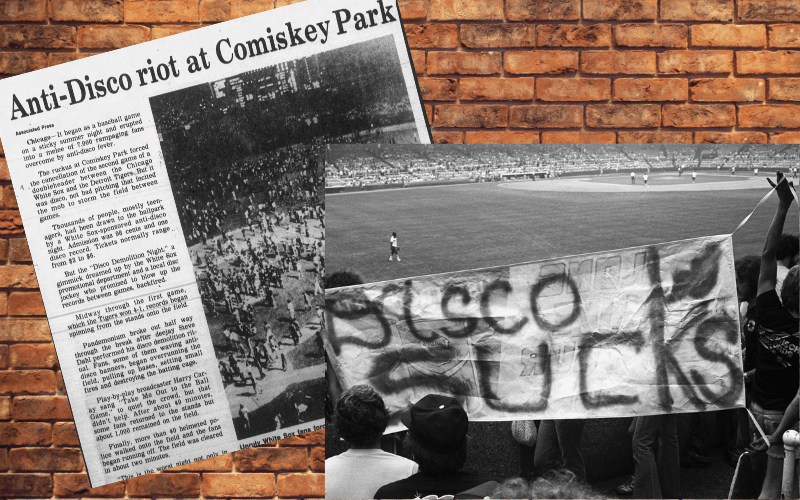 Anti-Disco riot at Comiskey Park
Associated Press
Chicago—It began as a baseball game
on a sticky summer night and erupted
into a melee of 7,000 rampaging fans
overcome by anti-disco fever.
The ruckus at Comiskey Park forced
the cancellation of the second game of a
doubleheader between the Chicago
White Sox and the Detroit Tigers. But it
was disco, not bad pitching that incited
the mob to storm the field between
games.
Thousands of people, mostly teen-
agers, had been drawn to the ballpark
by a White Sox-sponsored anti-disco
night. Admission was 98 cents and one
disco record. Tickets normally range
from $2 to $6.
But the "Disco Demolition Night," a
gimmick dreamed up by the White Sox
promotional department and a local disc
jockey who promised to blow up the
records between games, backfired.
Midway through the first game,
which the Tigers won 4-1, records began
spinning from the stands onto the field.
Pandemonium broke out half way
through the break after deejay Steve
Dahl performed his disco demolition ri-
tual. Fans, some of them waving anti-
disco banners, began overrunning the
field, pulling up bases, setting small
fires and destroying the batting cage.
Play-by-play broadcaster Harry Car-
ay sang "Take Me Out to the Ball
Game," to quiet the crowd, but that
didn't help. After about 40 minutes,
some fans returned to the stands but
about 1,000 remained on the field.
Finally, more than 40 helmeted po-
lice walked onto the field and the fans
began running off. The field was cleared
in about two minutes.
"This is the worst night not only in
Unruly White Sox fans
DISCO
SUCKS